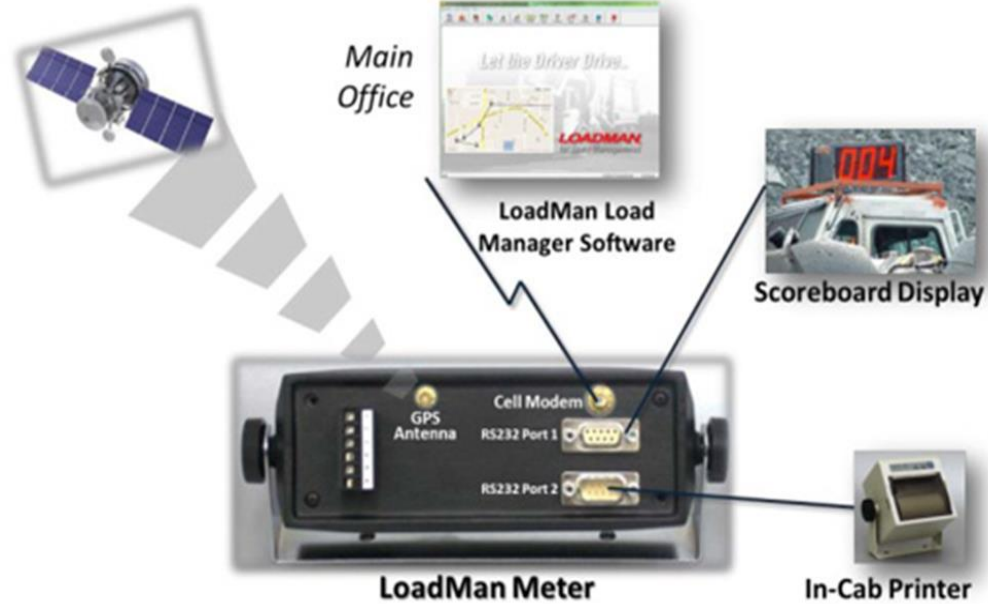 Main
Office
Let the Driver Drive..
LOADMAN
LoadMan Load
Manager Software
004
Scoreboard Display
Cell Modem
GPS
Antenna
RS232 Port 1
RS232 Port 2
LoadMan Meter
In-Cab Printer